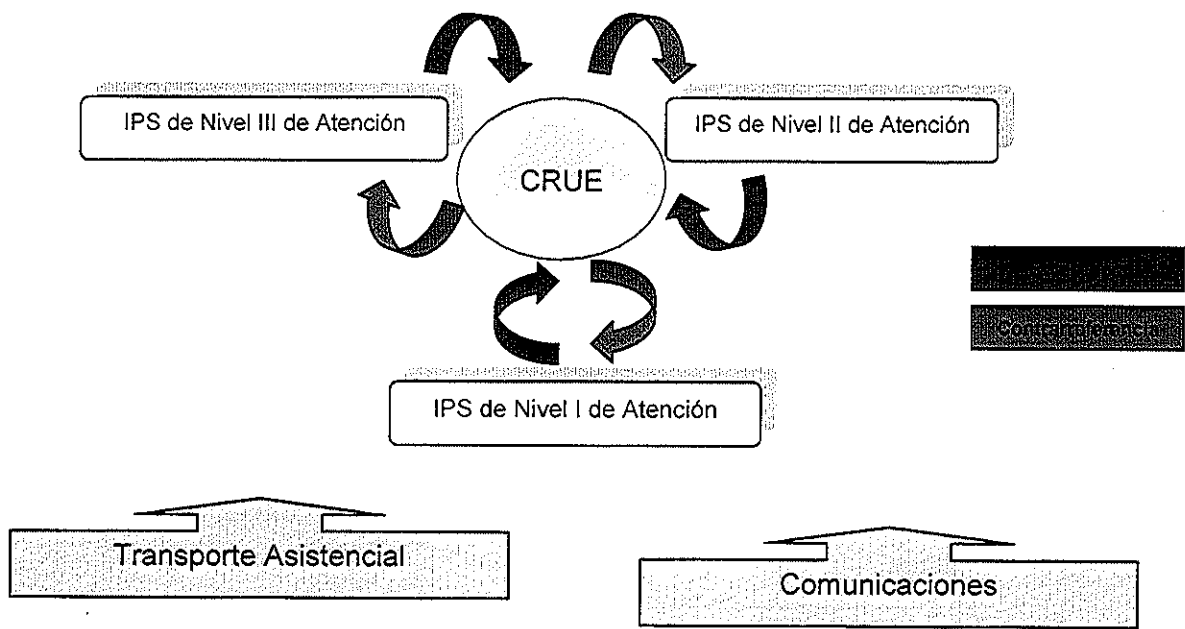 IPS de Nivel III de Atención
IPS de Nivel II de Atención
CRUE
Contrarreferencia
IPS de Nivel I de Atención
Transporte Asistencial
Comunicaciones